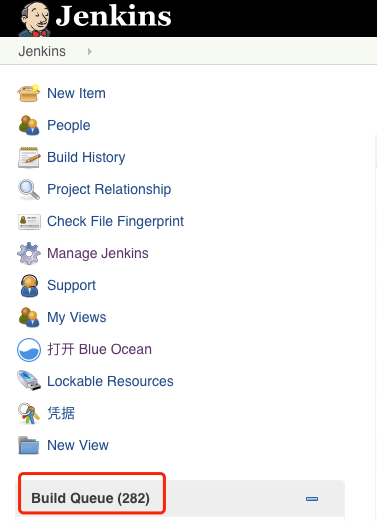 Jenkins
Jenkins
New Item
People
Build History
Project Relationship
Check File Fingerprint
Manage Jenkins
Support
My Views
打开 Blue Ocean
Lockable Resources
凭据
New View
Build Queue (282)